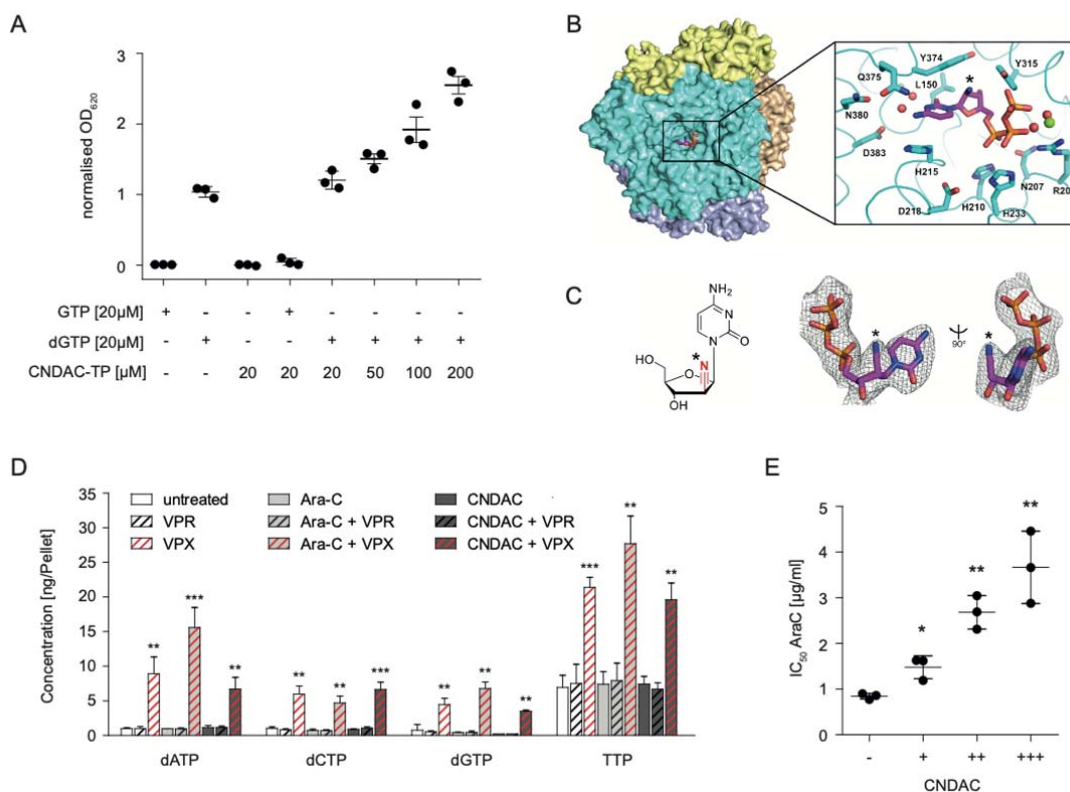 A
normalised OD620
3
2
1
0
GTP [20µM] + - - + - - - -
dGTP [20µM] - + - - + + + +
CNDAC-TP [µM] - - 20 20 20 50 100 200
B
Y374
Y315
Q375
L150
*
N380
D383
H215
N207
R20
D218
H210
H233
C
NH2
N
O
N
* N
HO
O
OH
*
90°
*
D
Concentration [ng/Pellet]
35
30
25
20
15
10
5
0
untreated Ara-C CNDAC
VPR Ara-C + VPR CNDAC + VPR
VPX Ara-C + VPX CNDAC + VPX
** *** ** ** ** *** ** ** ** *** ** **
dATP dCTP dGTP TTP
E
IC50 AraC [µg/ml]
5
4
3
2
1
0
* ** **
- + ++ +++
CNDAC